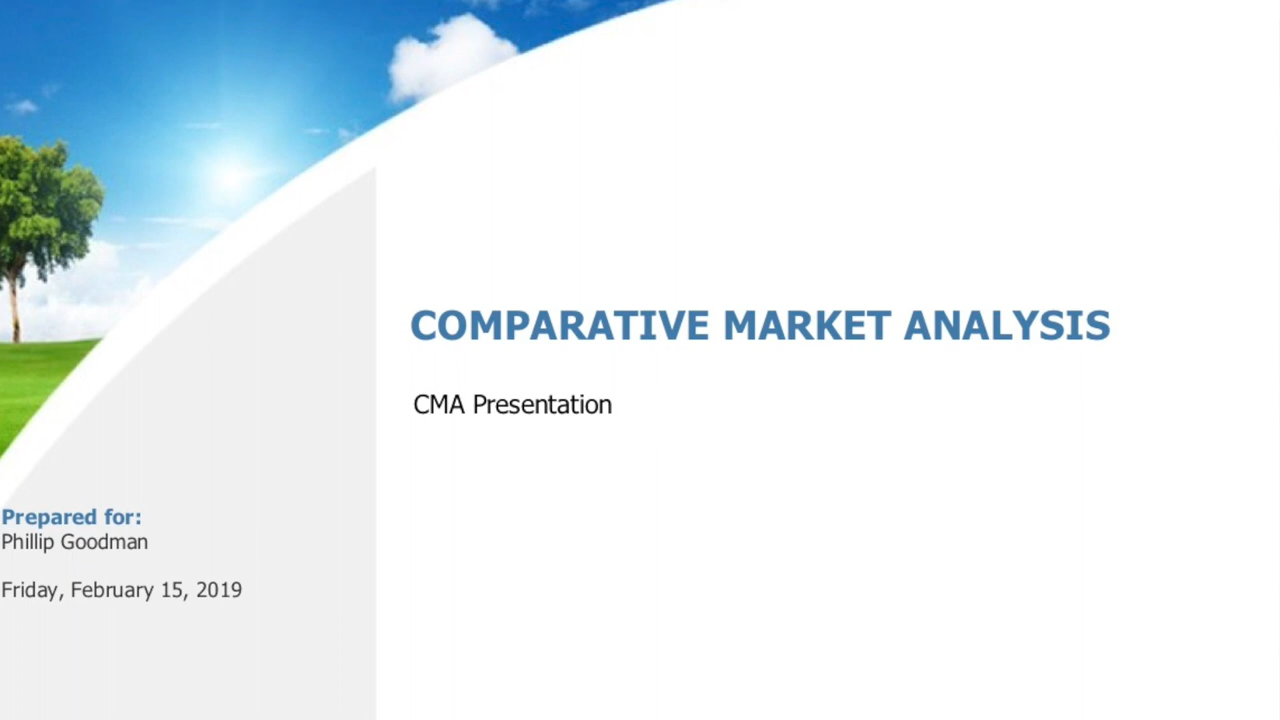 COMPARATIVE MARKET ANALYSIS
CMA Presentation
Prepared for:
Phillip Goodman
Friday, February 15, 2019